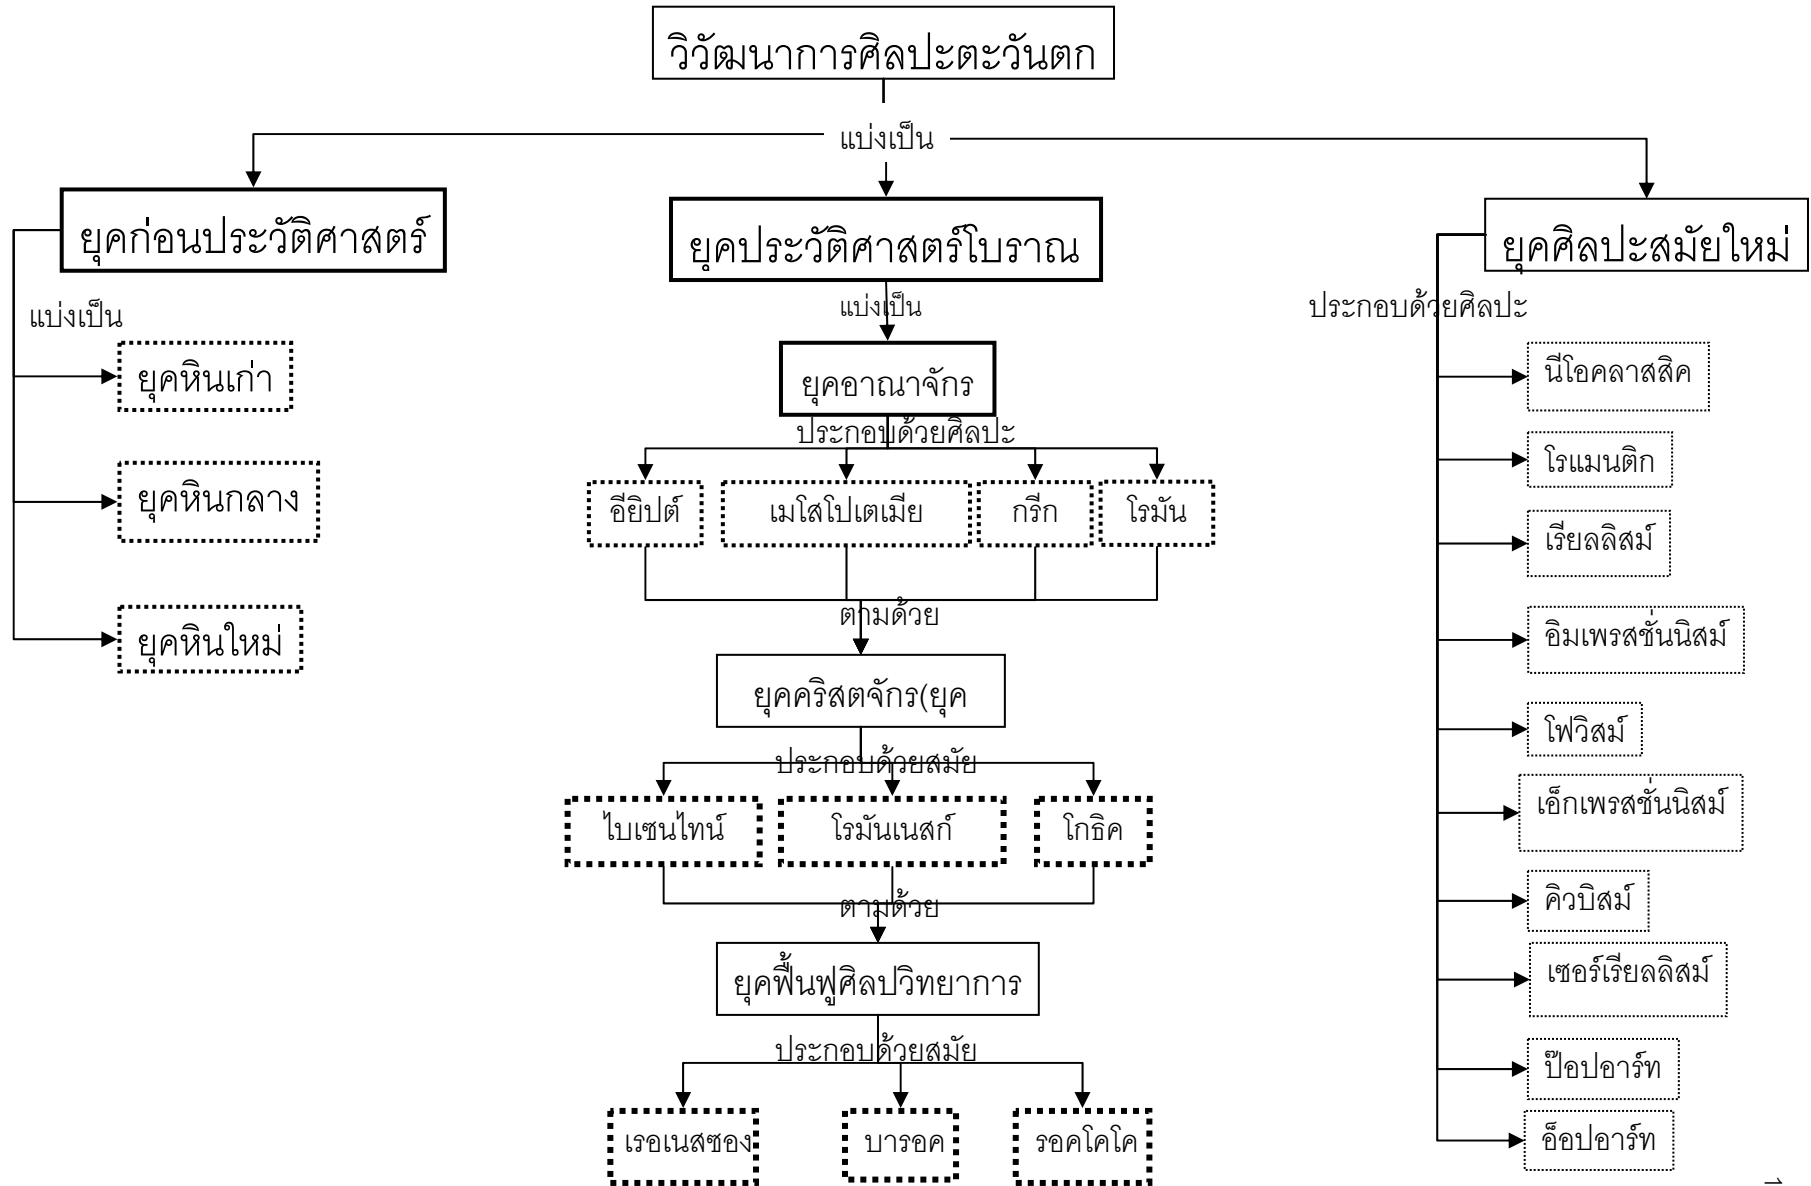 วิวัฒนาการศิลปะตะวันตก
แบ่งเป็น
ยุคก่อนประวัติศาสตร์
แบ่งเป็น
ยุคหินเก่า
ยุคหินกลาง
ยุคหินใหม่
ยุคประวัติศาสตร์โบราณ
แบ่งเป็น
ยุคอาณาจักร
ประกอบด้วยศิลปะ
อียิปต์
เมโสโปเตเมีย
กรีก
โรมัน
ตามด้วย
ยุคคริสตจักร(ยุค
ประกอบด้วยสมัย
ไบเซนไทน์
โรมันเนสก์
โกธิค
ตามด้วย
ยุคฟื้นฟูศิลปวิทยาการ
ประกอบด้วยสมัย
เรอเนสซอง
บารอค
รอคโคโค
ยุคศิลปะสมัยใหม่
ประกอบด้วยศิลปะ
นีโอคลาสสิค
โรแมนติก
เรียลลิสม์
อิมเพรสชั่นนิสม์
โฟวิสม์
เอ็กเพรสชั่นนิสม์
คิวบิสม์
เซอร์เรียลลิสม์
ป๊อปอาร์ท
อ็อปอาร์ท
1